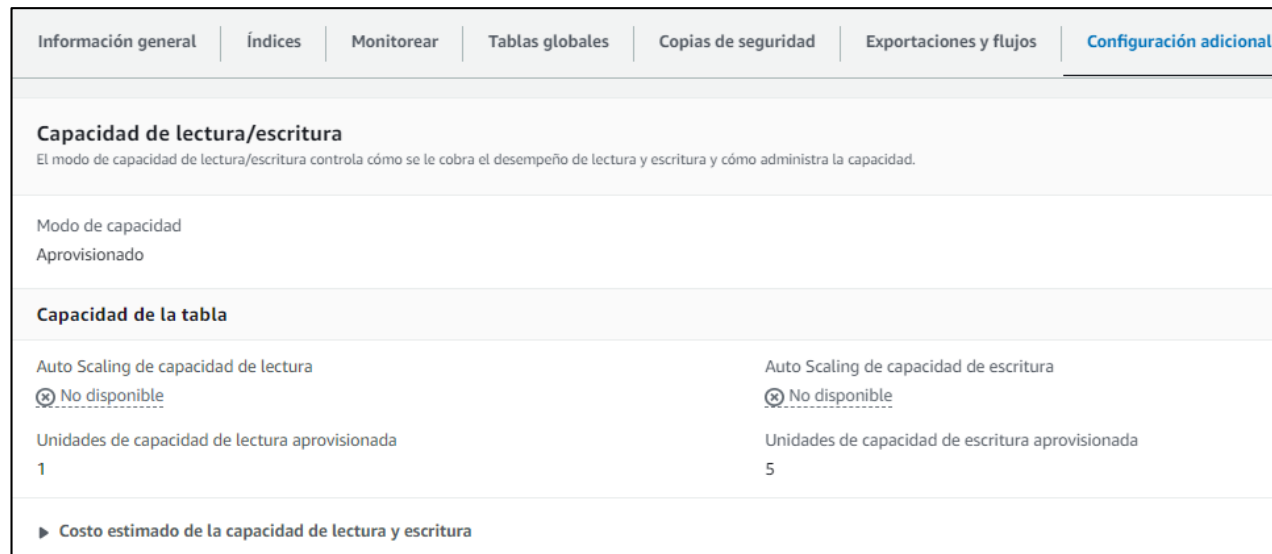 Información general Índices Monitorear Tablas globales Copias de seguridad Exportaciones y flujos Configuración adicional
Capacidad de lectura/escritura
El modo de capacidad de lectura/escritura controla cómo se le cobra el desempeño de lectura y escritura y cómo administra la capacidad.
Modo de capacidad
Aprovisionado
Capacidad de la tabla
Auto Scaling de capacidad de lectura Auto Scaling de capacidad de escritura
No disponible No disponible
Unidades de capacidad de lectura aprovisionada Unidades de capacidad de escritura aprovisionada
1 5
Costo estimado de la capacidad de lectura y escritura